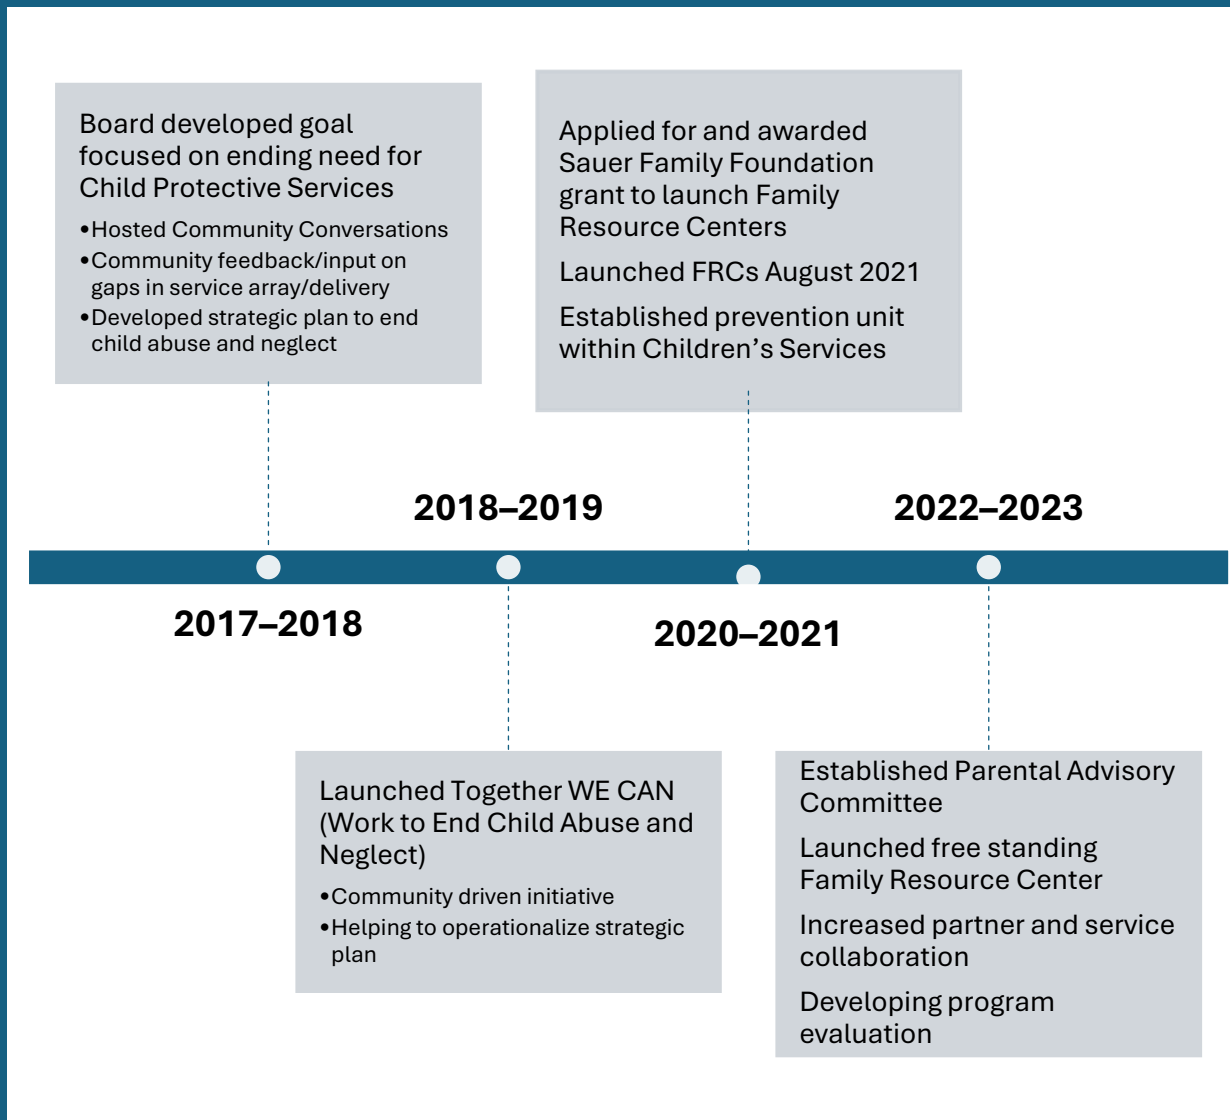 Board developed goal
focused on ending need for
Child Protective Services
•Hosted Community Conversations
•Community feedback/input on
gaps in service array/delivery
•Developed strategic plan to end
child abuse and neglect
Applied for and awarded
Sauer Family Foundation
grant to launch Family
Resource Centers
Launched FRCs August 2021
Established prevention unit
within Children’s Services
2018–2019
2022–2023
2017–2018
2020–2021
Launched Together WE CAN
(Work to End Child Abuse and
Neglect)
•Community driven initiative
•Helping to operationalize strategic
plan
Established Parental Advisory
Committee
Launched free standing
Family Resource Center
Increased partner and service
collaboration
Developing program
evaluation